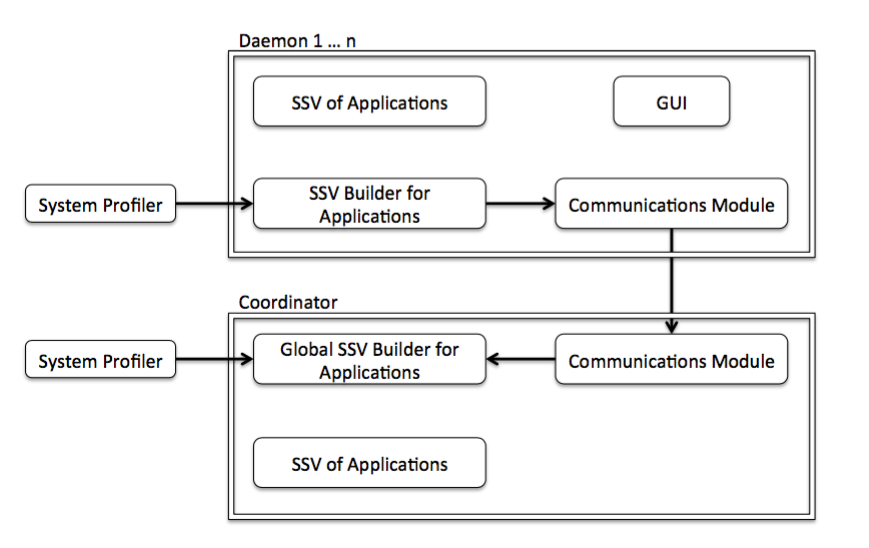 Daemon 1 ... n
SSV of Applications
GUI
System Profiler
SSV Builder for
Applications
Communications Module
Coordinator
System Profiler
Global SSV Builder for
Applications
Communications Module
SSV of Applications